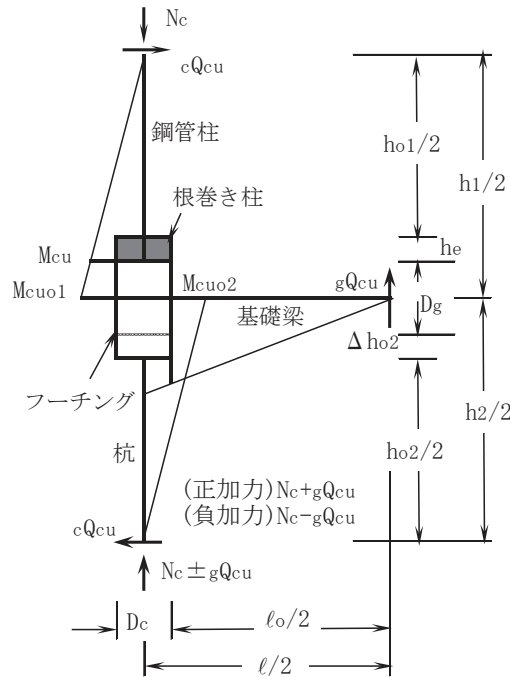 Nc
cQcu
鋼管柱
ho1/2
h1/2
根巻き柱
he
Mcu
Mcuo2
gQcu
Mcuo1
基礎梁
Dg
Δho2
フーチング
h2/2
杭
ho2/2
(正加力)Nc+gQcu
(負加力)Nc-gQcu
cQcu
Nc±gQcu
Dc
ℓo/2
ℓ/2